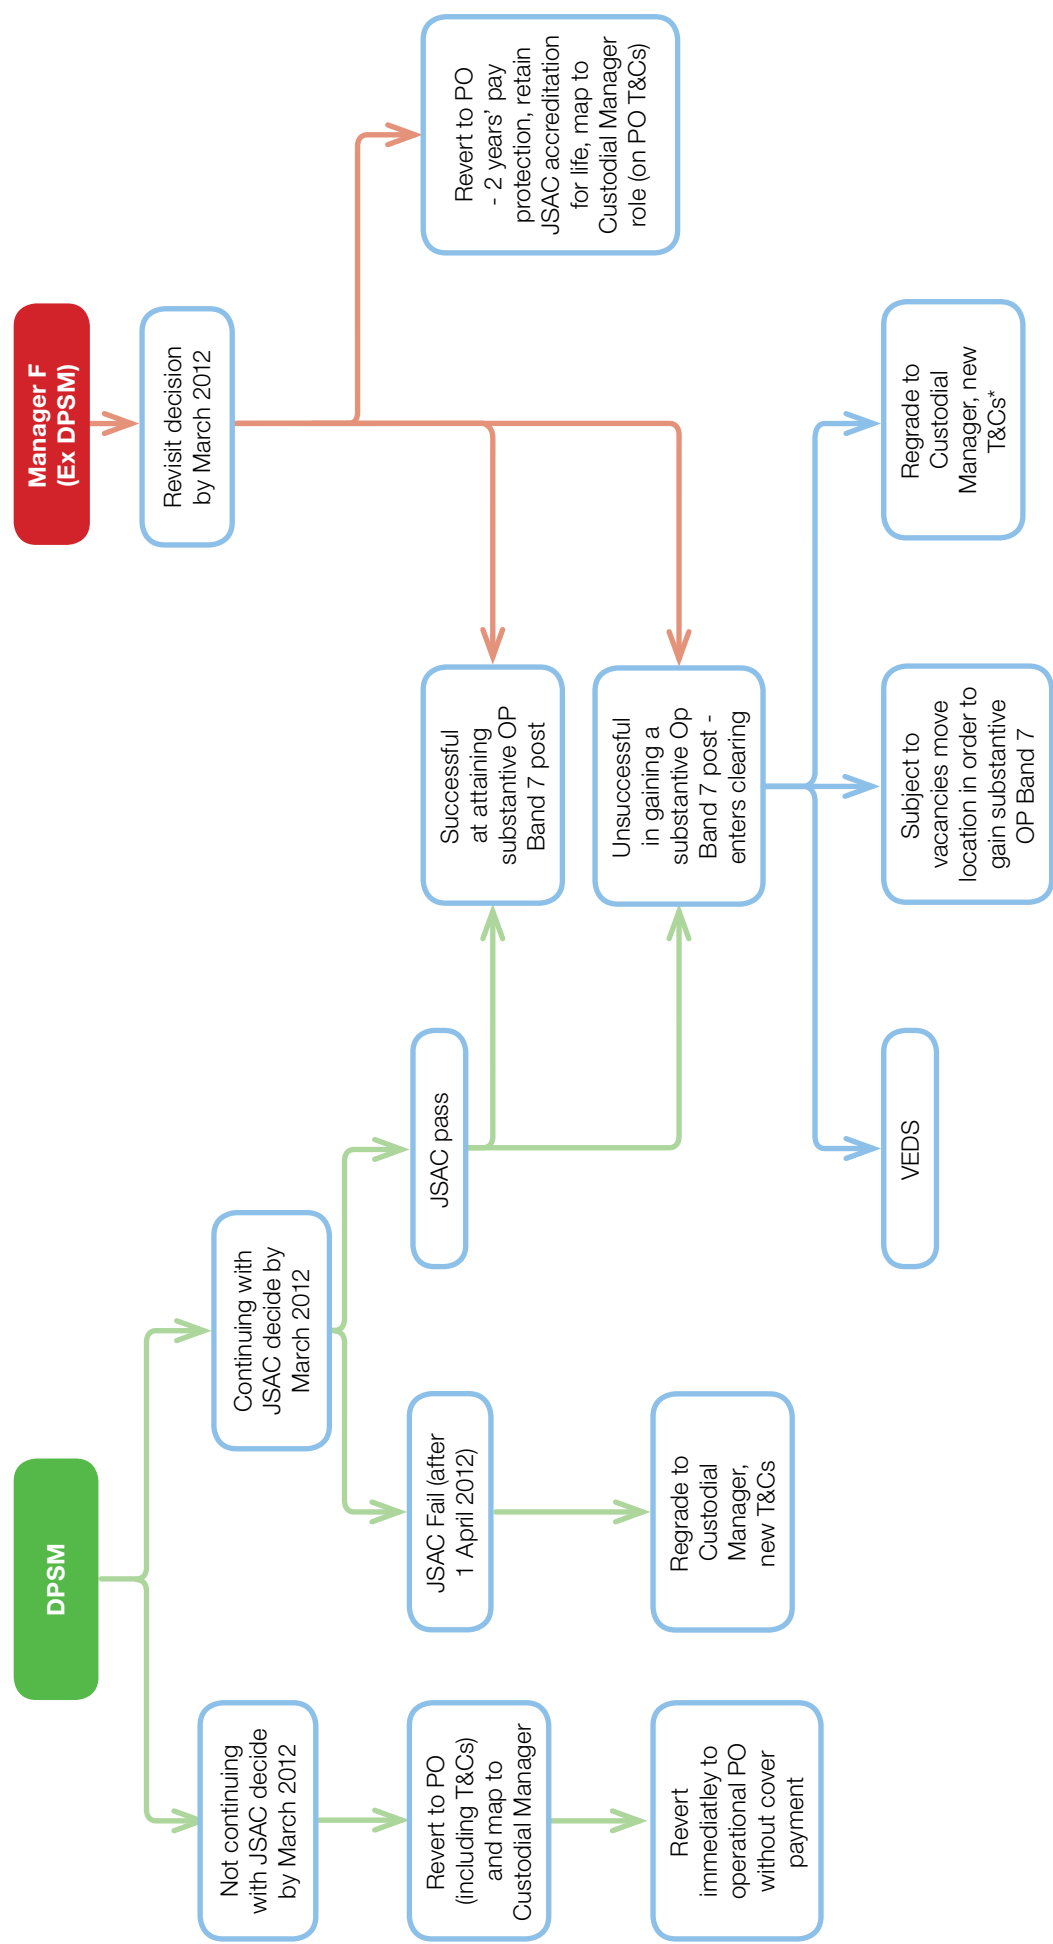 DPSM
Manager F
(Ex DPSM)
Not continuing
with JSAC decide
by March 2012
Continuing with
JSAC decide by
March 2012
Revisit decision
by March 2012
Revert to PO
(including T&Cs)
and map to
Custodial Manager
JSAC Fail (after
1 April 2012)
JSAC pass
Successful
at attaining
substantive OP
Band 7 post
Revert to PO
- 2 years’ pay
protection, retain
JSAC accreditation
for life, map to
Custodial Manager
role (on PO T&Cs)
Unsuccessful
in gaining a
substantive Op
Band 7 post -
enters clearing
Revert
immediatley to
operational PO
without cover
payment
Regrade to
Custodial
Manager,
new T&Cs
VEDS
Subject to
vacancies move
location in order to
gain substantive
OP Band 7
Regrade to
Custodial
Manager, new
T&Cs*